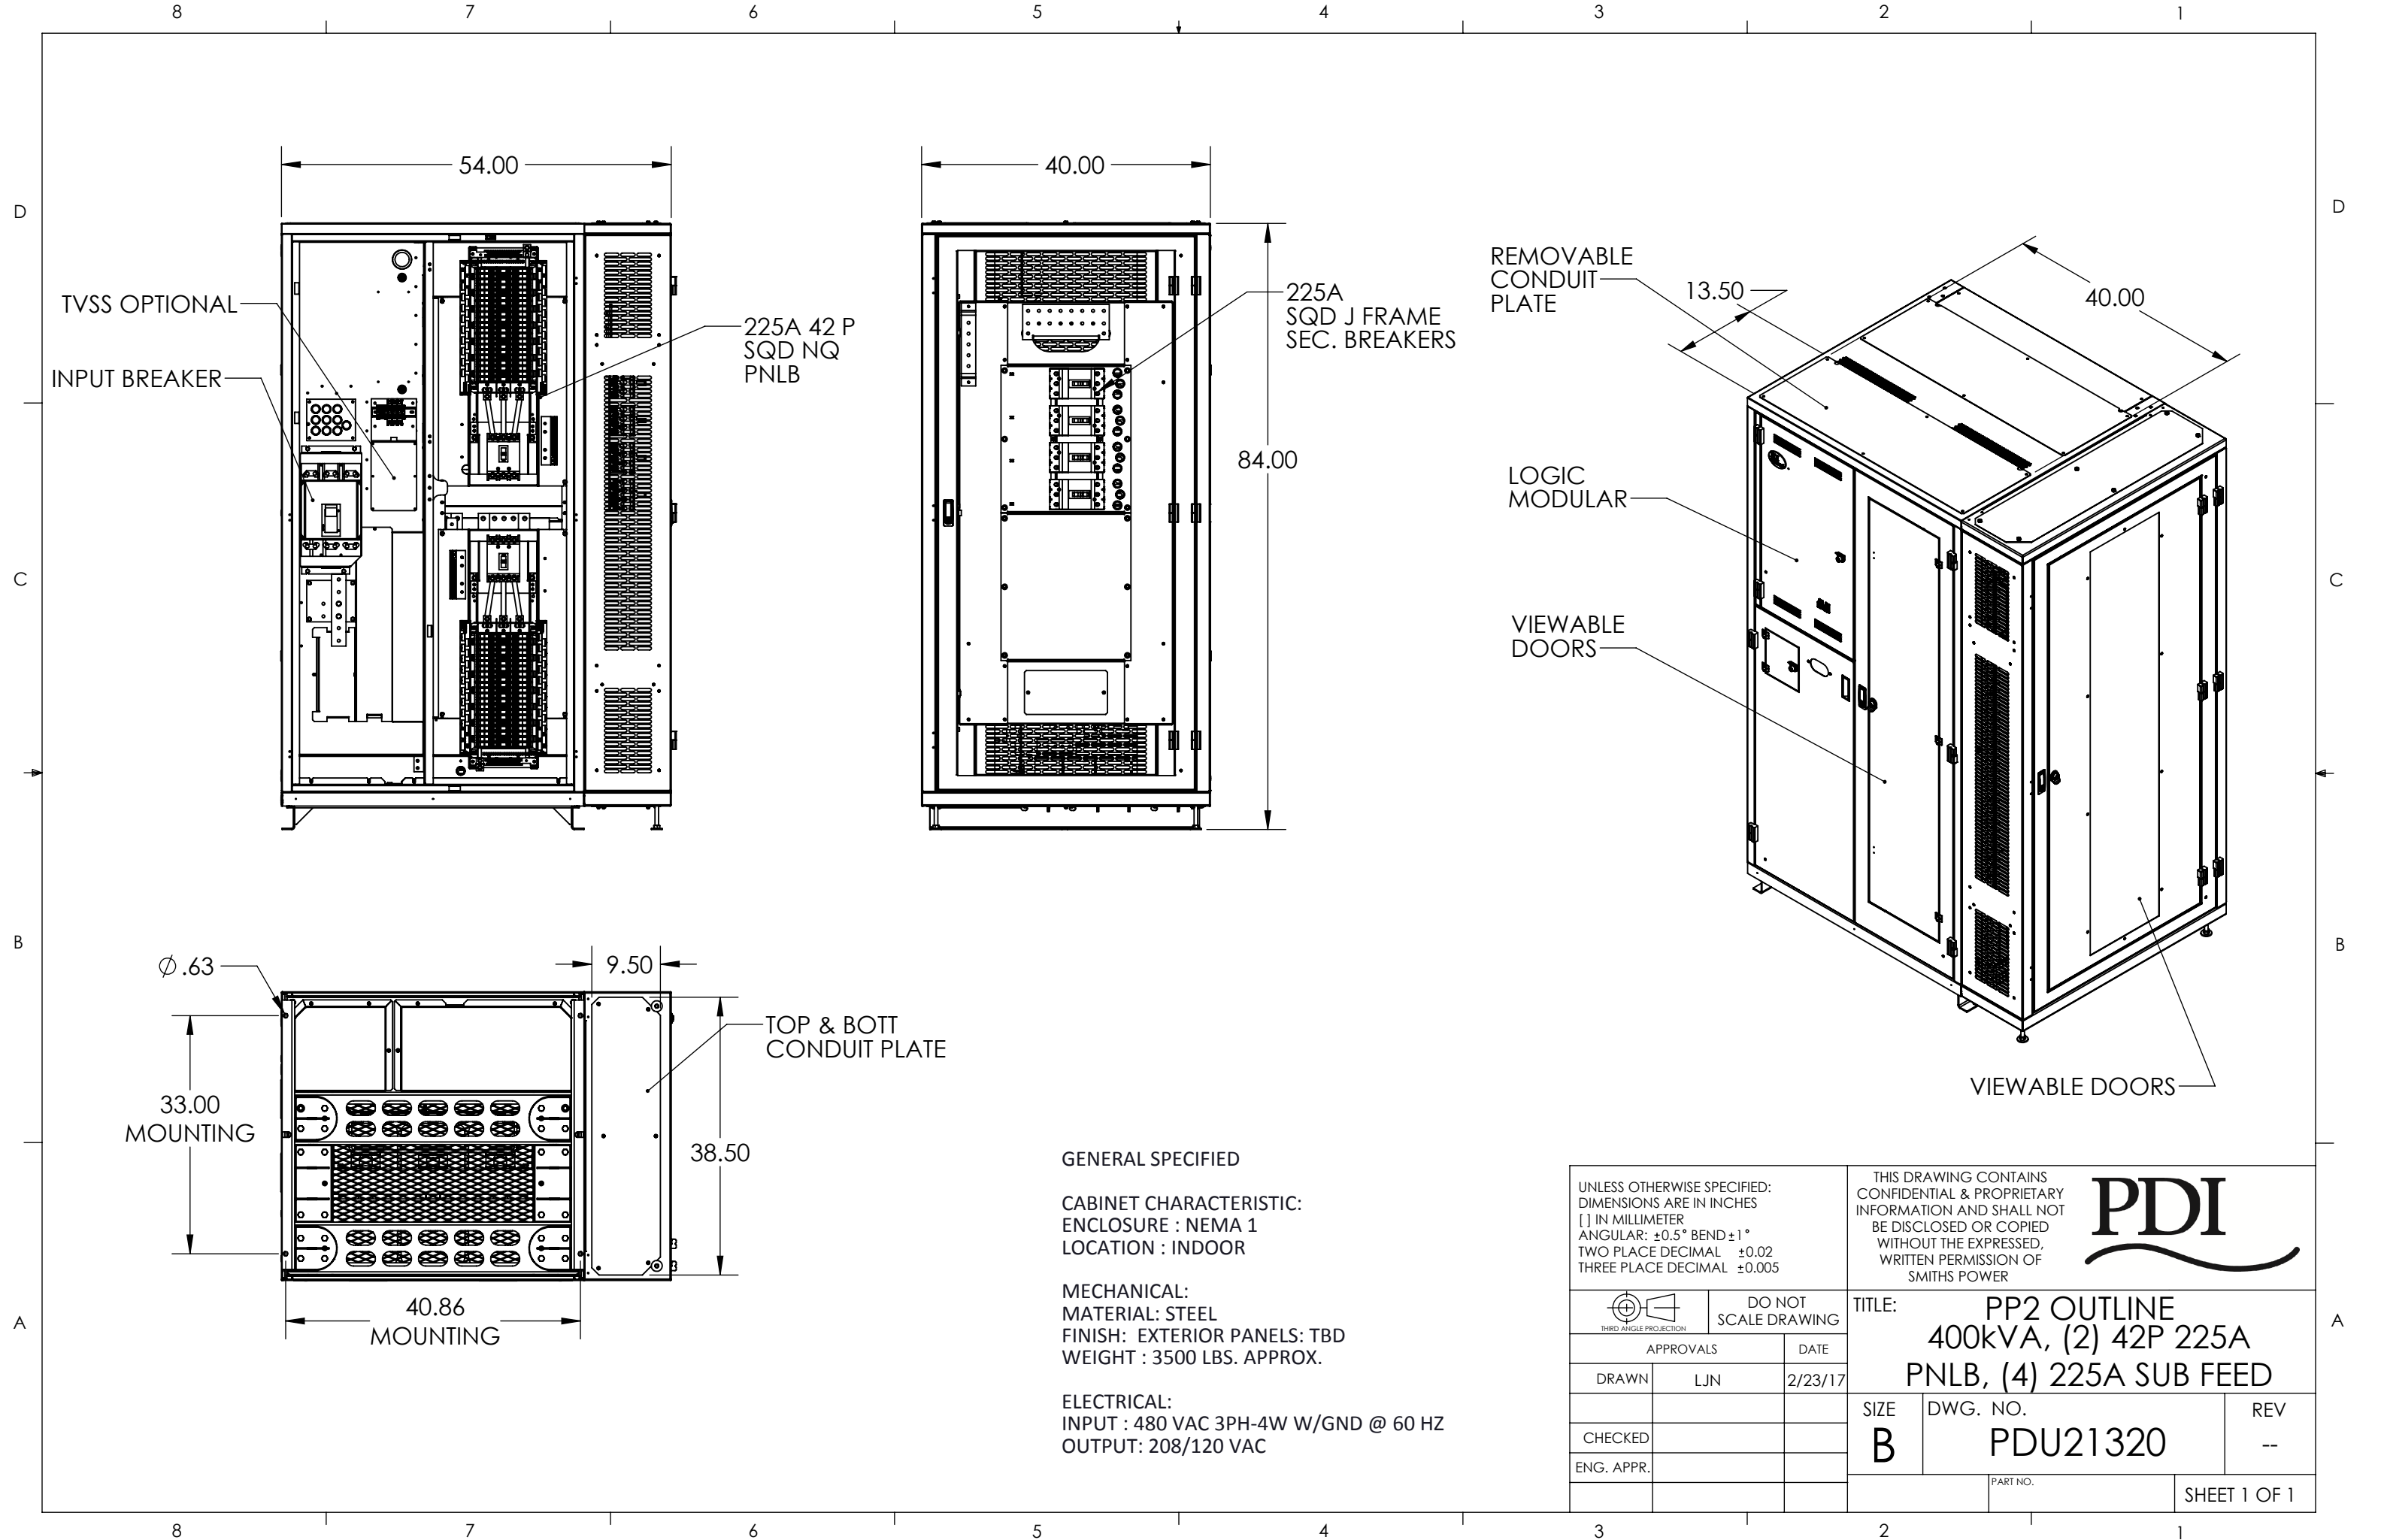 8 7 6 5 4 3 2 1
D
D
C
C
B
B
A
A
54.00
TVSS OPTIONAL
INPUT BREAKER
225A 42 P
SQD NQ
PNLB
40.00
225A
SQD J FRAME
SEC. BREAKERS
84.00
REMOVABLE
CONDUIT
PLATE
13.50
40.00
LOGIC
MODULAR
VIEWABLE
DOORS
VIEWABLE DOORS
∅ .63
9.50
TOP & BOTT
CONDUIT PLATE
33.00
MOUNTING
38.50
40.86
MOUNTING
GENERAL SPECIFIED
CABINET CHARACTERISTIC:
ENCLOSURE : NEMA 1
LOCATION : INDOOR
MECHANICAL:
MATERIAL: STEEL
FINISH: EXTERIOR PANELS: TBD
WEIGHT : 3500 LBS. APPROX.
ELECTRICAL:
INPUT : 480 VAC 3PH-4W W/GND @ 60 HZ
OUTPUT: 208/120 VAC
UNLESS OTHERWISE SPECIFIED:
DIMENSIONS ARE IN INCHES
[ ] IN MILLIMETER
ANGULAR: ±0.5° BEND ±1°
TWO PLACE DECIMAL ±0.02
THREE PLACE DECIMAL ±0.005
THIS DRAWING CONTAINS
CONFIDENTIAL & PROPRIETARY
INFORMATION AND SHALL NOT
BE DISCLOSED OR COPIED
WITHOUT THE EXPRESSED,
WRITTEN PERMISSION OF
SMITHS POWER
PDI
THIRD ANGLE PROJECTION
DO NOT
SCALE DRAWING
APPROVALS DATE
DRAWN LJN 2/23/17
CHECKED
ENG. APPR.
TITLE: PP2 OUTLINE
400kVA, (2) 42P 225A
PNLB, (4) 225A SUB FEED
SIZE
B
DWG. NO.
PDU21320
REV
--
PART NO.
SHEET 1 OF 1
8 7 6 5 4 3 2 1